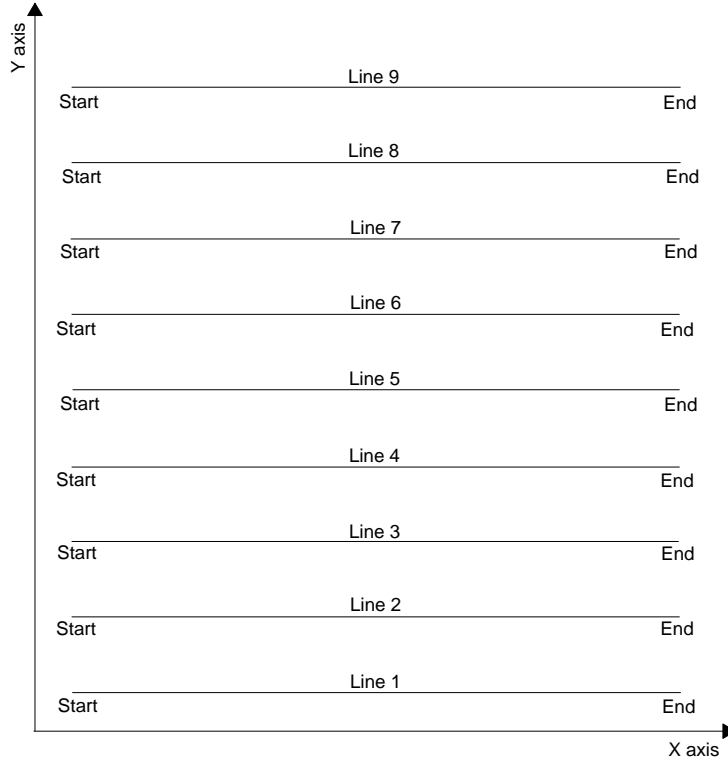 Y axis
Line 9
Start End
Line 8
Start End
Line 7
Start End
Line 6
Start End
Line 5
Start End
Line 4
Start End
Line 3
Start End
Line 2
Start End
Line 1
Start End
X axis